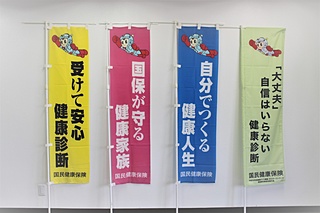 受けて安心
健康診断
国民健康保険
国保が守る
健康家族
国民健康保険
自分でつくる
健康人生
国民健康保険
「大丈夫」
自信はいらない
健康診断
国民健康保険